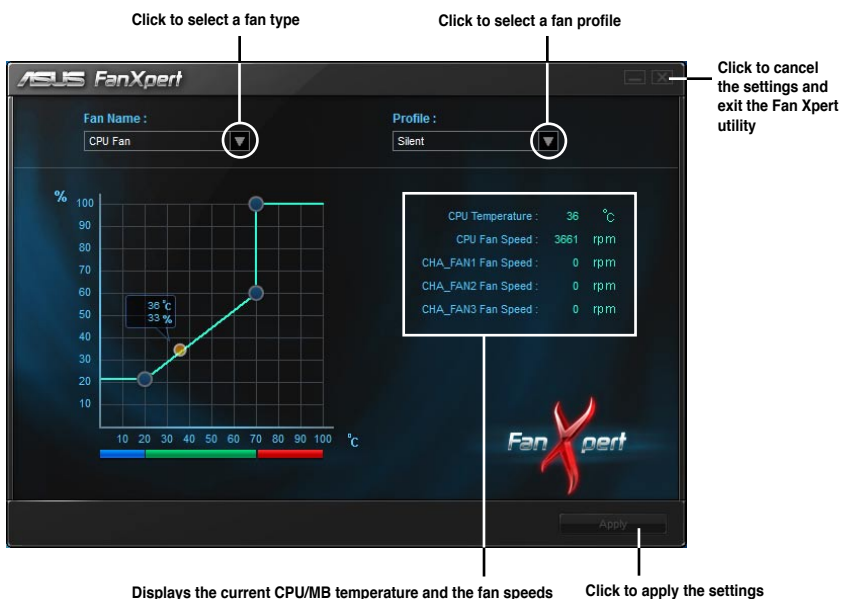 Click to select a fan type
Click to select a fan profile
ASUS FanXpert
Click to cancel
the settings and
exit the Fan Xpert
utility
Fan Name :
CPU Fan
Profile :
Silent
%
100
90
80
70
60
50
40
30
20
10
36 °C
33 %
10 20 30 40 50 60 70 80 90 100 °C
CPU Temperature : 36 °C
CPU Fan Speed : 3661 rpm
CHA_FAN1 Fan Speed : 0 rpm
CHA_FAN2 Fan Speed : 0 rpm
CHA_FAN3 Fan Speed : 0 rpm
Fan Xpert
Apply
Displays the current CPU/MB temperature and the fan speeds
Click to apply the settings